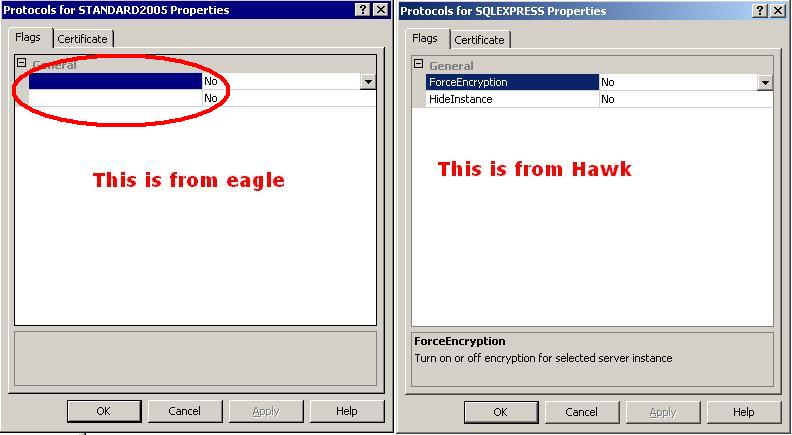 Protocols for STANDARD2005 Properties
Flags
Certificate
General
No
No
This is from eagle
OK
Cancel
Apply
Help
Protocols for SQLEXPRESS Properties
Flags
Certificate
General
ForceEncryption
No
HideInstance
No
This is from Hawk
ForceEncryption
Turn on or off encryption for selected server instance
OK
Cancel
Apply
Help